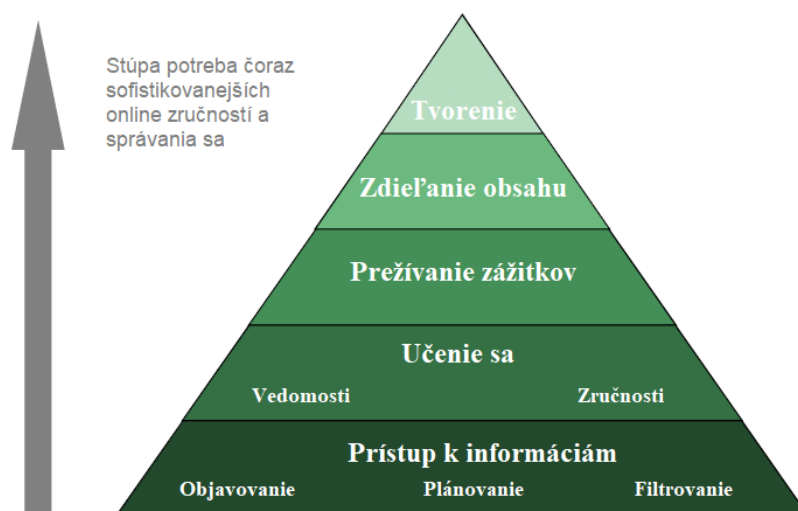 Stúpa potreba čoraz
sofistikovanejších
online zručností a
správania sa
Tvorenie
Zdieľanie obsahu
Prežívanie zážitkov
Učenie sa
Vedomosti Zručnosti
Prístup k informáciám
Objavovanie Plánovanie Filtrovanie